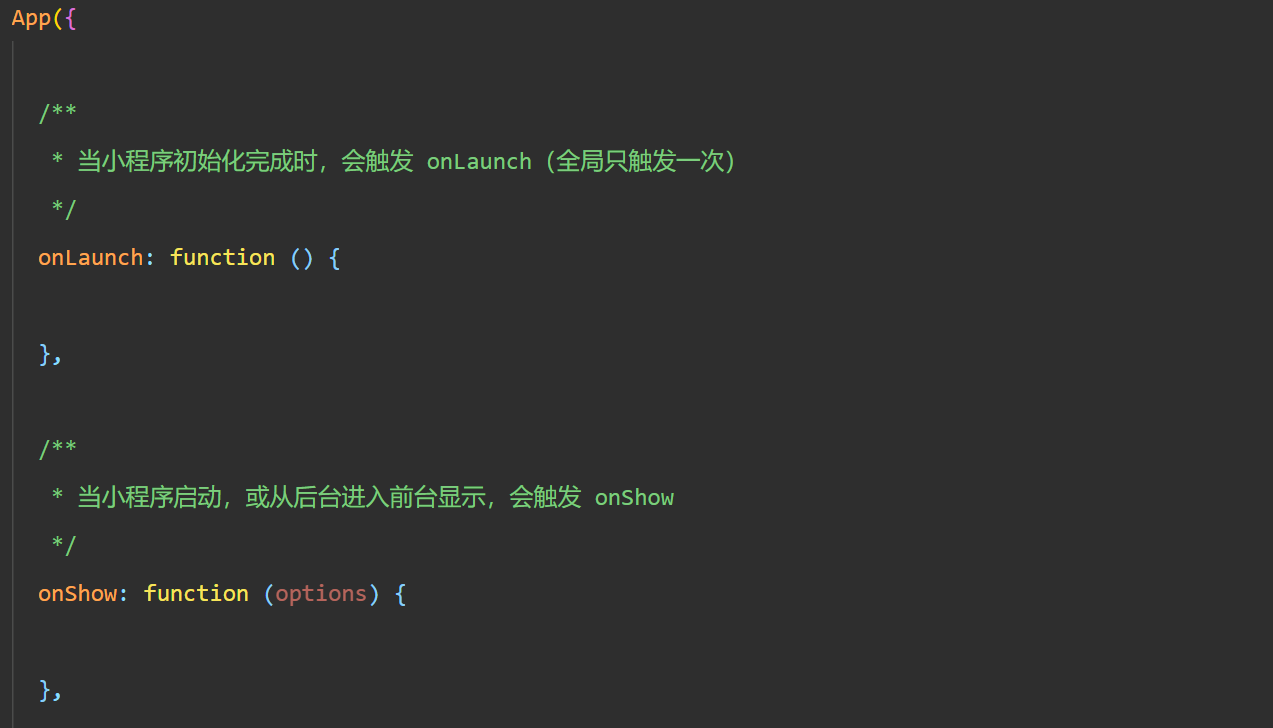 App({
/**
* 当小程序初始化完成时，会触发 onLaunch（全局只触发一次）
*/
onLaunch: function () {
},
/**
* 当小程序启动，或从后台进入前台显示，会触发 onShow
*/
onShow: function (options) {
},